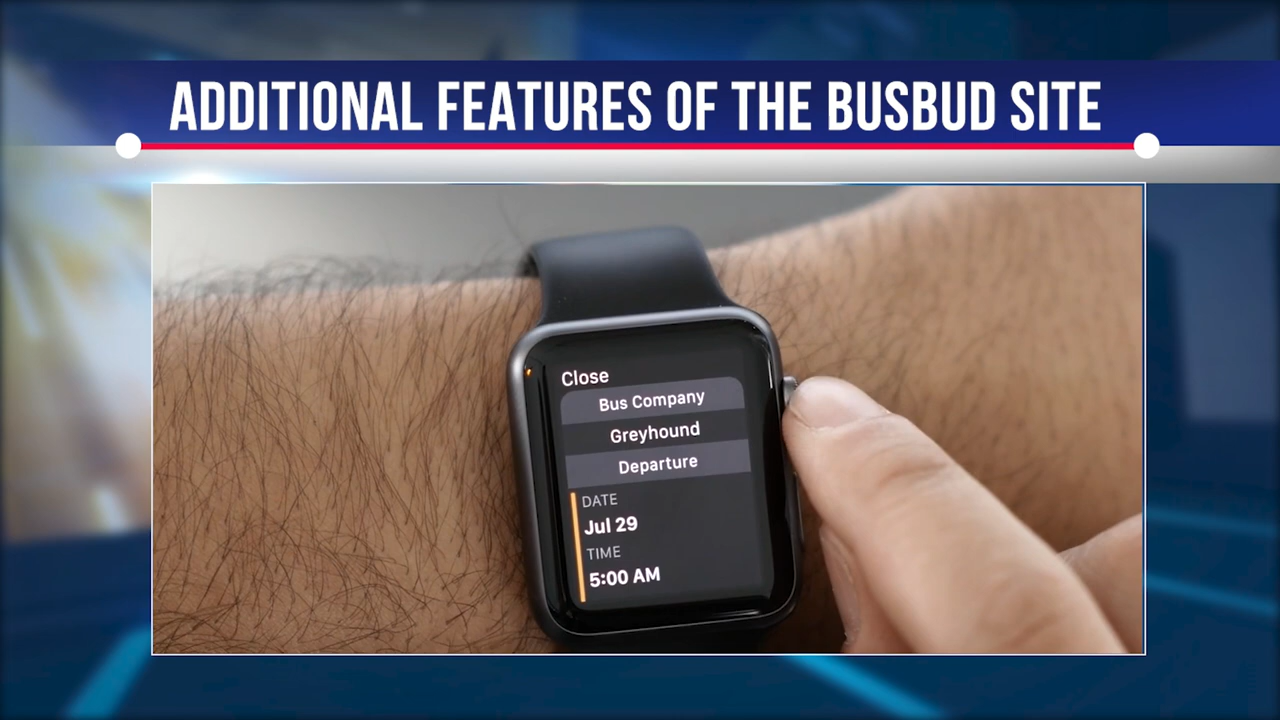 ADDITIONAL FEATURES OF THE BUSBUD SITE
Close
Bus Company
Greyhound
Departure
DATE
Jul 29
TIME
5:00 AM